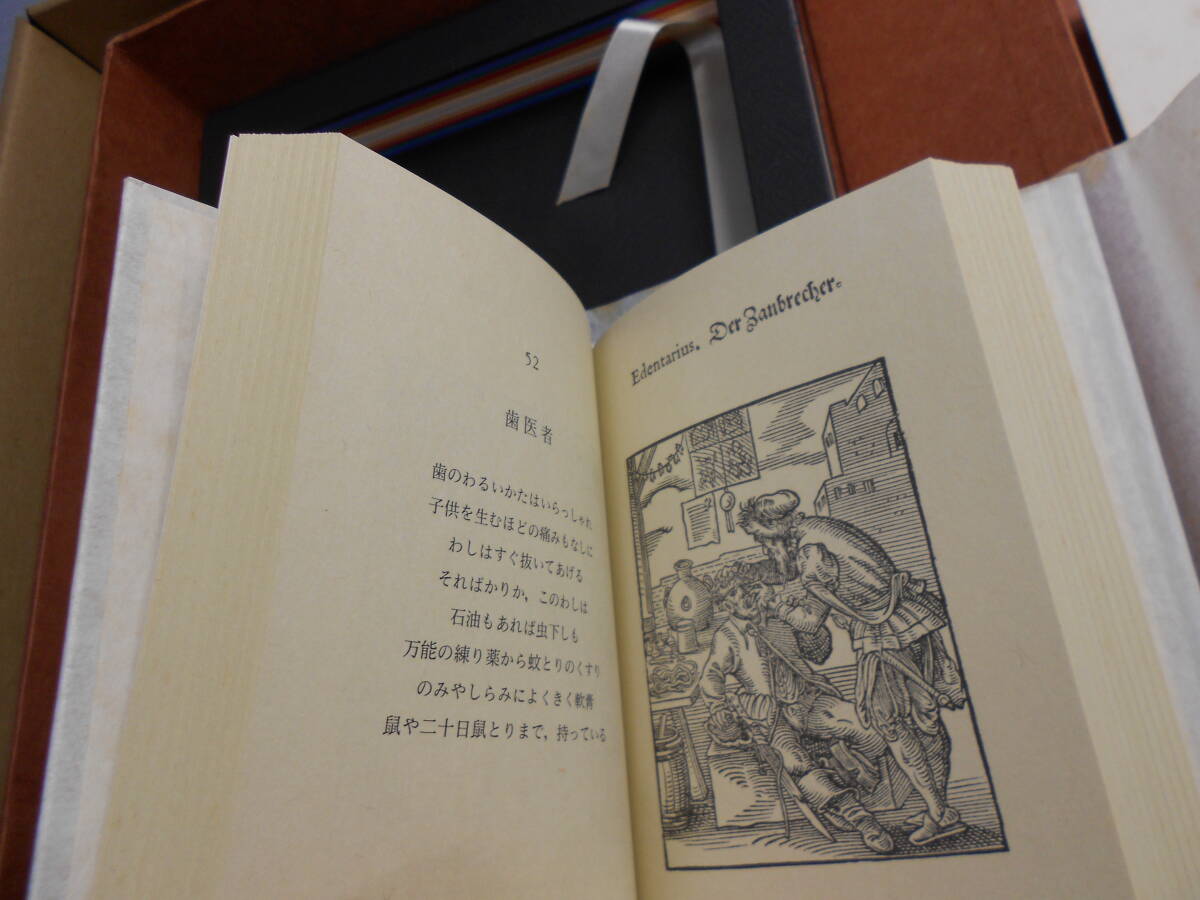 52
歯医者
歯のわるいかたはいらっしゃれ
子供を生むほどの痛みもなしに
わしはすぐ抜いてあげる
そればかりか，このわしは
石油もあれば虫下しも
万能の練り薬から蚊とりのくすり
のみやしらみによくきく軟膏
鼠や二十日鼠とりまで，持っている
Edentarius. Der Zanbrecher.